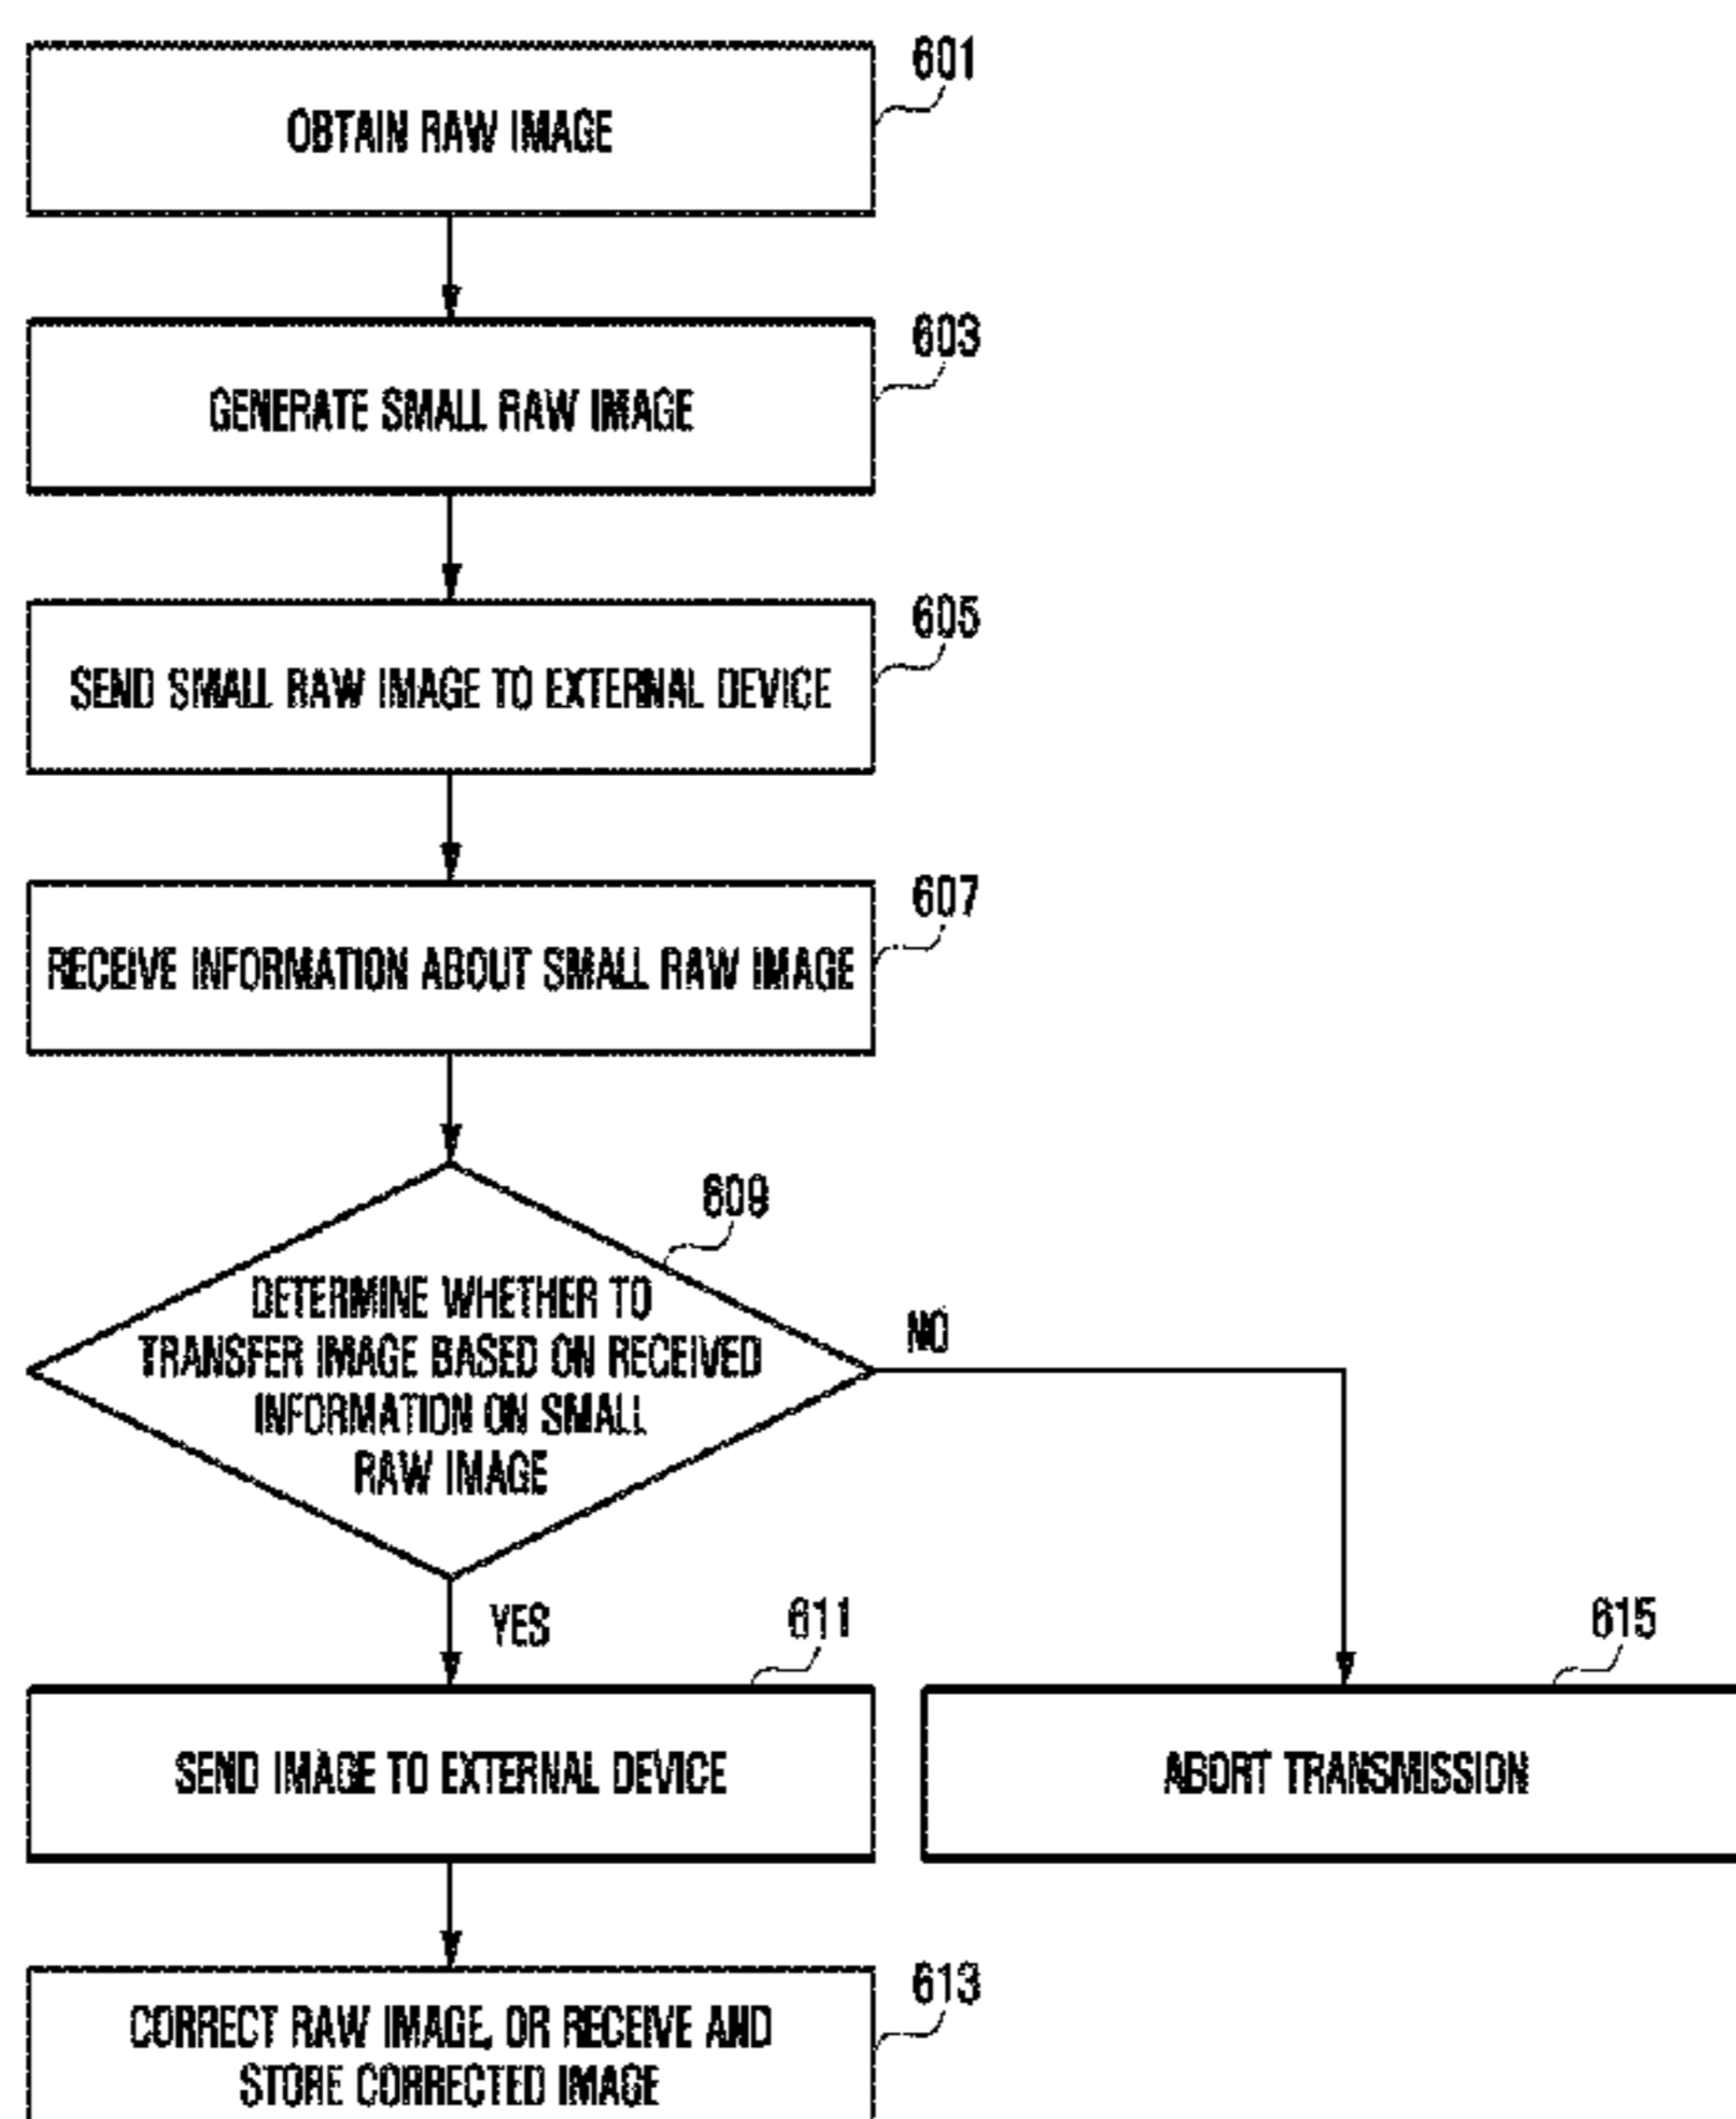 601
OBTAIN RAW IMAGE
603
GENERATE SMALL RAW IMAGE
605
SEND SMALL RAW IMAGE TO EXTERNAL DEVICE
607
RECEIVE INFORMATION ABOUT SMALL RAW IMAGE
609
DETERMINE WHETHER TO
TRANSFER IMAGE BASED ON RECEIVED
INFORMATION ON SMALL
RAW IMAGE
NO
YES
611
615
SEND IMAGE TO EXTERNAL DEVICE
ABORT TRANSMISSION
613
CORRECT RAW IMAGE, OR RECEIVE AND
STORE CORRECTED IMAGE